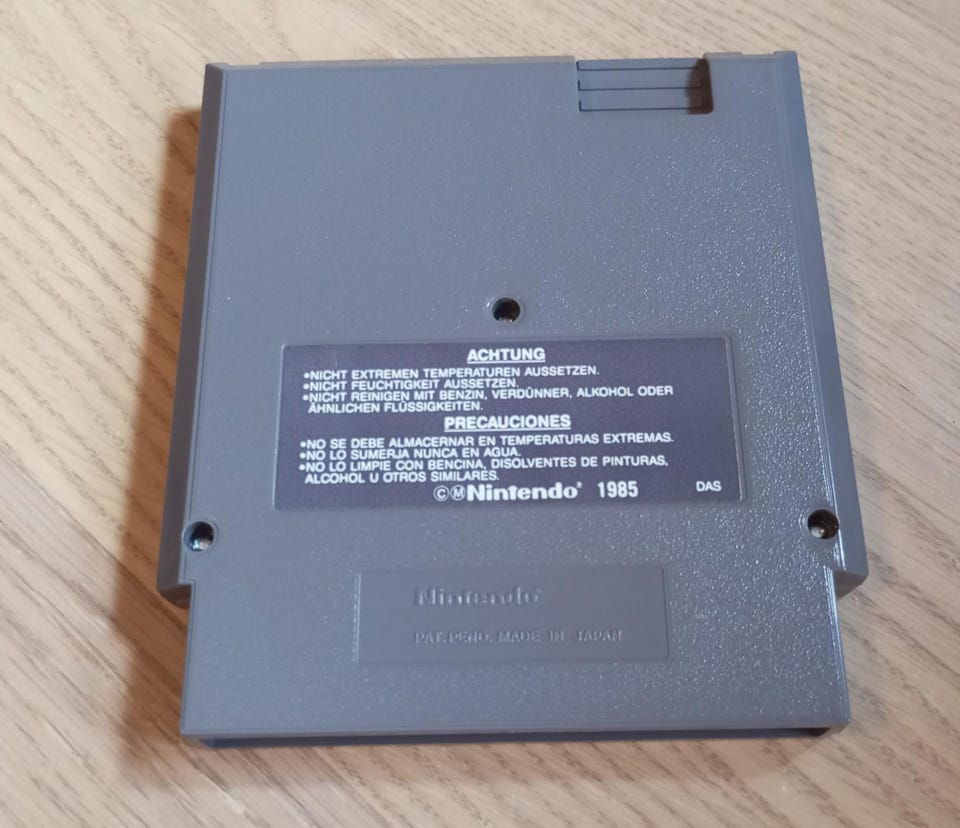 ACHTUNG
•NICHT EXTREMEN TEMPERATUREN AUSSETZEN.
•NICHT FEUCHTIGKEIT AUSSETZEN.
•NICHT REINIGEN MIT BENZIN, VERDÜNNER, ALKOHOL ODER
ÄHNLICHEN FLÜSSIGKEITEN.
PRECAUCIONES
•NO SE DEBE ALMACERNAR EN TEMPERATURAS EXTREMAS.
•NO LO SUMERJA NUNCA EN AGUA.
•NO LO LIMPIE CON BENCINA, DISOLVENTES DE PINTURAS,
ALCOHOL U OTROS SIMILARES.
©ⓂNintendo® 1985 DAS
Nintendo®
PAT. PEND. MADE IN JAPAN